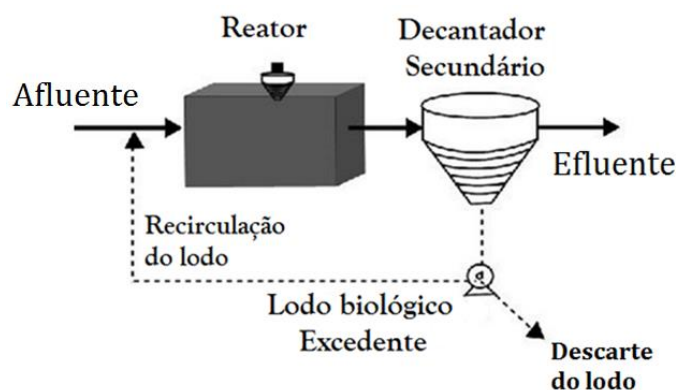 Reator
Decantador
Secundário
Afluente
Efluente
Recirculação
do lodo
Lodo biológico
Excedente
Descarte
do lodo